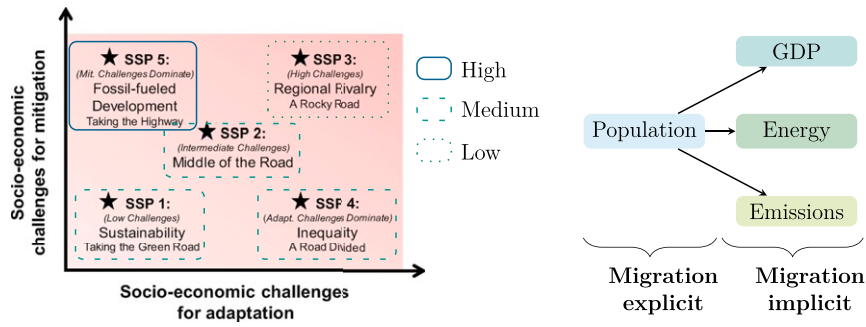 Socio-economic
challenges for mitigation
SSP 5:
(Mit. Challenges Dominate)
Fossil-fueled
Development
Taking the Highway
SSP 3:
(High Challenges)
Regional Rivalry
A Rocky Road
SSP 2:
(Intermediate Challenges)
Middle of the Road
SSP 1:
(Low Challenges)
Sustainability
Taking the Green Road
SSP 4:
(Adapt. Challenges Dominate)
Inequality
A Road Divided
Socio-economic challenges
for adaptation
High
Medium
Low
GDP
Population
Energy
Emissions
Migration
explicit
Migration
implicit